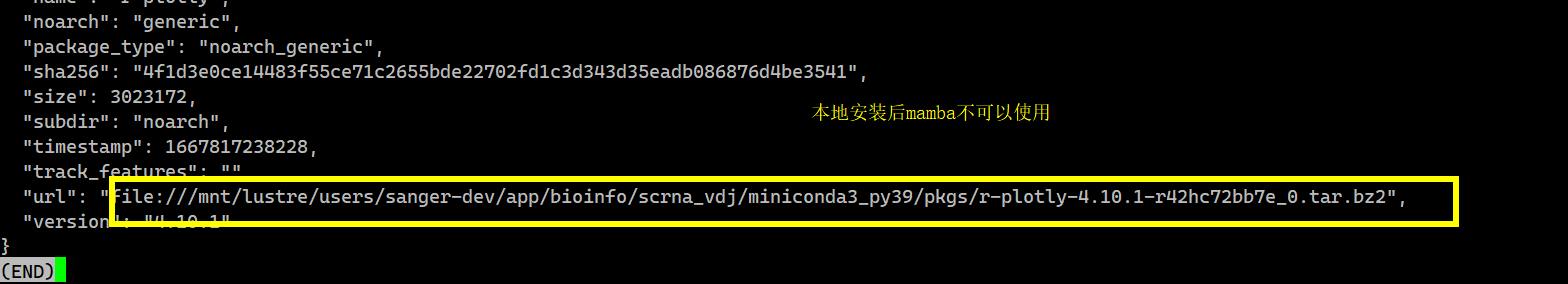 "name": "r-plotly",
"noarch": "generic",
"package_type": "noarch_generic",
"sha256": "4f1d3e0ce14483f55ce71c2655bde22702fd1c3d343d35eadb086876d4be3541",
"size": 3023172,
本地安装后mamba不可以使用
"subdir": "noarch",
"timestamp": 1667817238228,
"track_features": ""
"url": "file:///mnt/lustre/users/sanger-dev/app/bioinfo/scrna_vdj/miniconda3_py39/pkgs/r-plotly-4.10.1-r42hc72bb7e_0.tar.bz2",
"version": "4.10.1"
}
(END)